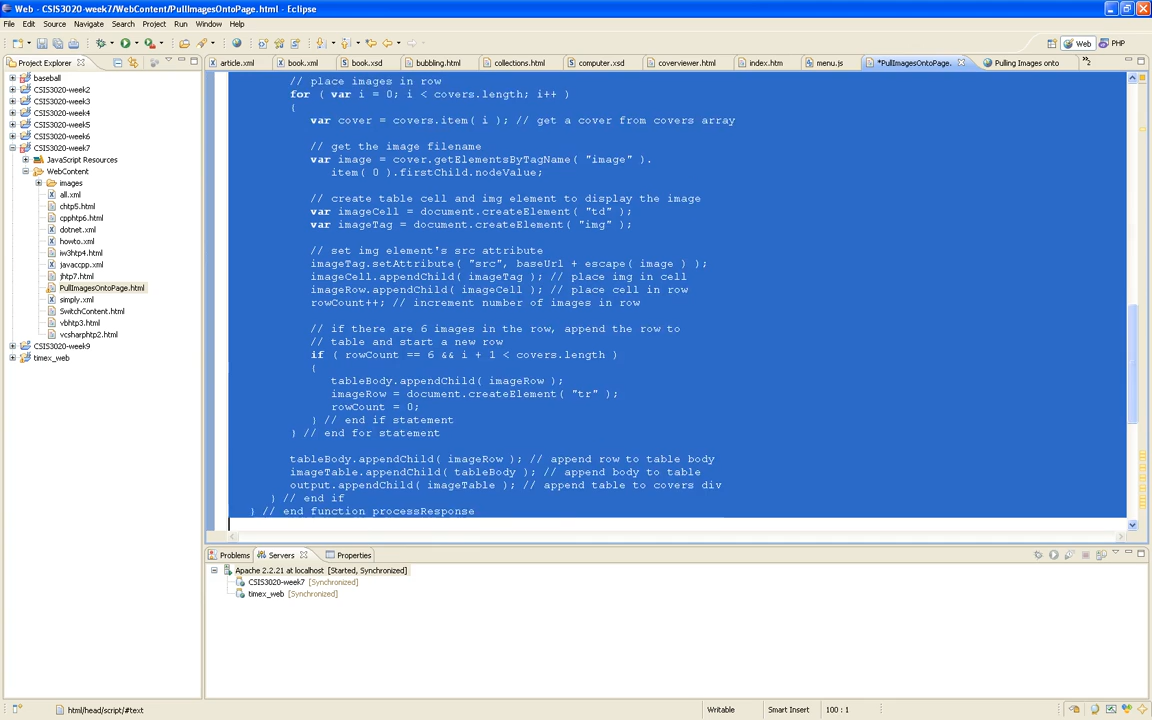 Web - CSIS3020-week7/WebContent/PullImagesOntoPage.html - Eclipse
File Edit Source Navigate Search Project Run Window Help
Web PHP
Project Explorer
article.xml book.xml book.xsd bubbling.html collections.html computer.xsd coverviewer.html index.htm menu.js *PullImagesOntoPage. Pulling Images onto 2
baseball
CSIS3020-week2
CSIS3020-week3
CSIS3020-week4
CSIS3020-week5
CSIS3020-week6
CSIS3020-week7
JavaScript Resources
WebContent
images
all.xml
chtp5.html
cpphtp6.html
dotnet.xml
howto.xml
iw3htp4.html
javaccpp.xml
jhtp7.html
PullImagesOntoPage.html
simply.xml
SwitchContent.html
vbhtp3.html
vcsharphtp2.html
CSIS3020-week9
timex_web
// place images in row
for ( var i = 0; i < covers.length; i++ )
{
var cover = covers.item( i ); // get a cover from covers array
// get the image filename
var image = cover.getElementsByTagName( "image" ).
item( 0 ).firstChild.nodeValue;
// create table cell and img element to display the image
var imageCell = document.createElement( "td" );
var imageTag = document.createElement( "img" );
// set img element's src attribute
imageTag.setAttribute( "src", baseUrl + escape( image ) );
imageCell.appendChild( imageTag ); // place img in cell
imageRow.appendChild( imageCell ); // place cell in row
rowCount++; // increment number of images in row
// if there are 6 images in the row, append the row to
// table and start a new row
if ( rowCount == 6 && i + 1 < covers.length )
{
tableBody.appendChild( imageRow );
imageRow = document.createElement( "tr" );
rowCount = 0;
} // end if statement
} // end for statement
tableBody.appendChild( imageRow ); // append row to table body
imageTable.appendChild( tableBody ); // append body to table
output.appendChild( imageTable ); // append table to covers div
} // end if
} // end function processResponse
Problems Servers Properties
Apache 2.2.21 at localhost [Started, Synchronized]
CSIS3020-week7 [Synchronized]
timex_web [Synchronized]
html/head/script/#text Writable Smart Insert 100 : 1